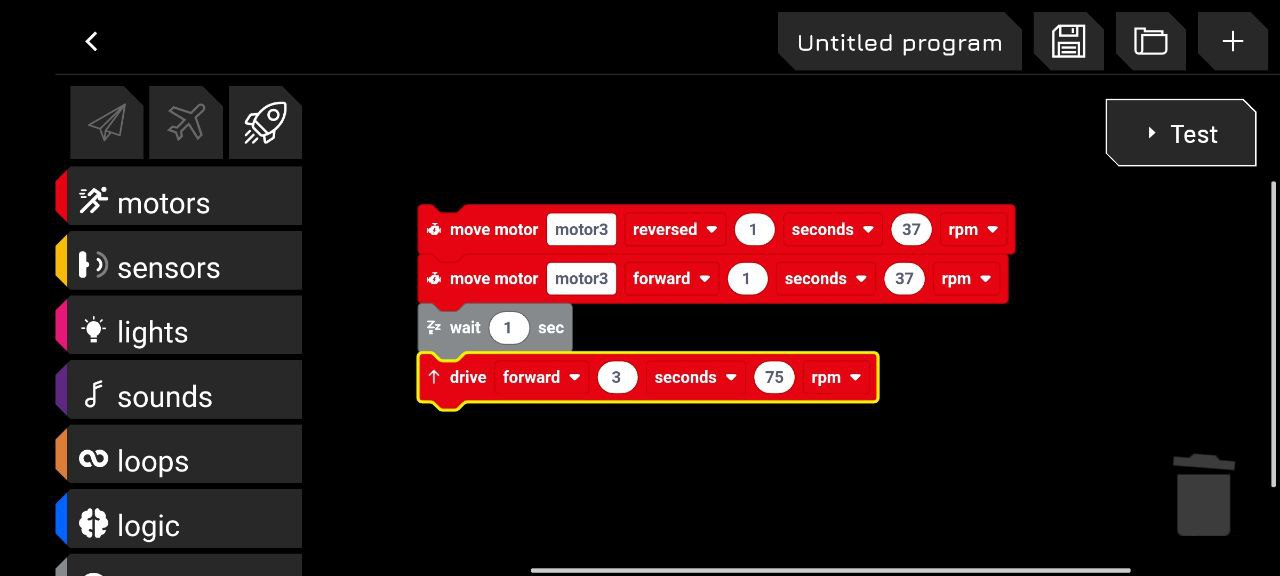 Untitled program
Test
motors
sensors
lights
sounds
loops
logic
move motor motor3 reversed 1 seconds 37 rpm
move motor motor3 forward 1 seconds 37 rpm
Zz wait 1 sec
drive forward 3 seconds 75 rpm